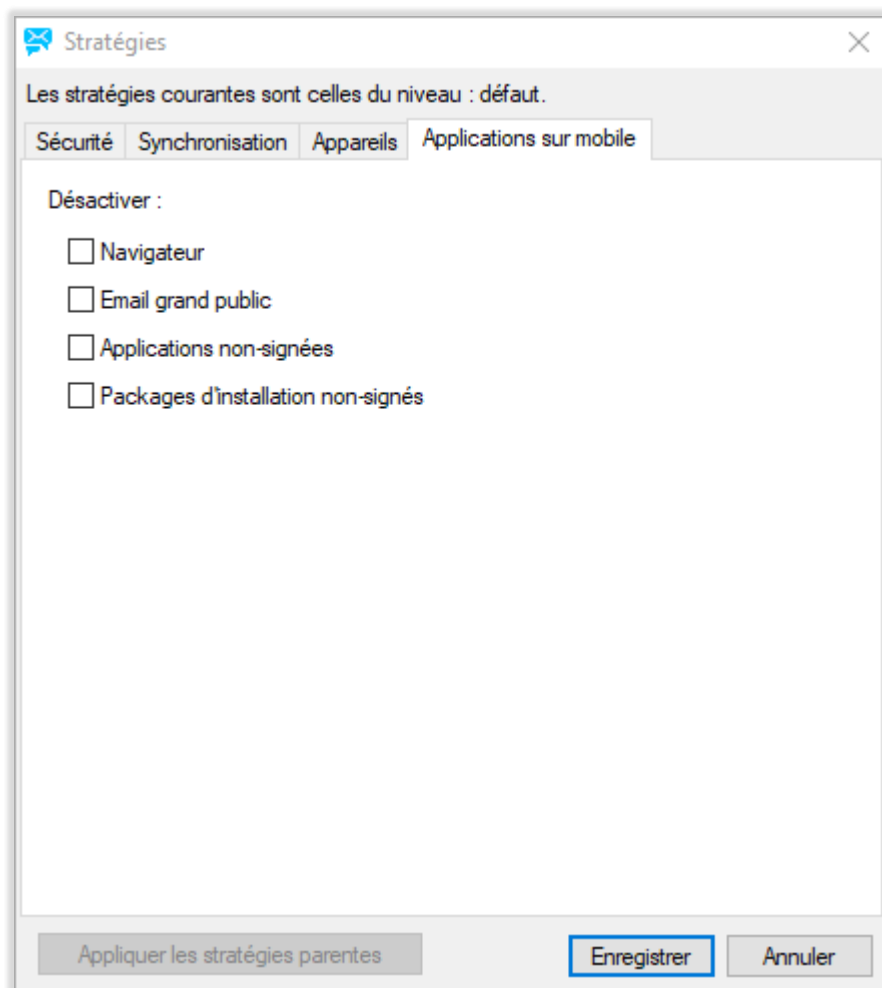 Stratégies
Les stratégies courantes sont celles du niveau : défaut.
Sécurité Synchronisation Appareils Applications sur mobile
Désactiver :
Navigateur
Email grand public
Applications non-signées
Packages d'installation non-signés
Appliquer les stratégies parentes Enregistrer Annuler